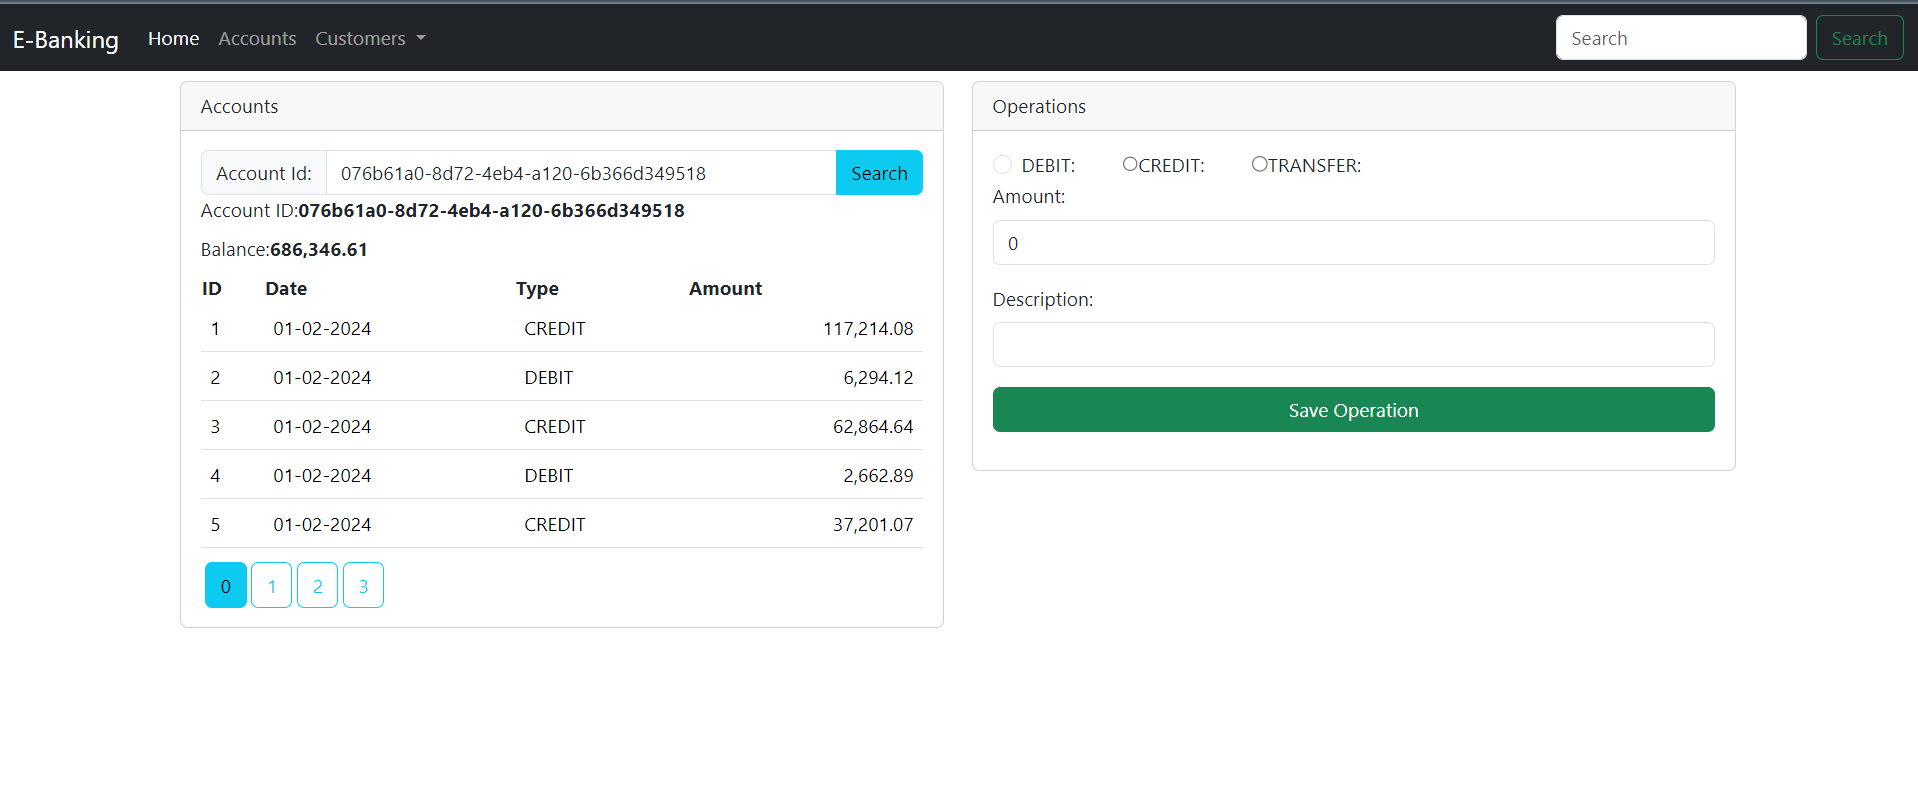 E-Banking Home Accounts Customers Search Search
Accounts
Account Id: 076b61a0-8d72-4eb4-a120-6b366d349518 Search
Account ID:076b61a0-8d72-4eb4-a120-6b366d349518
Balance:686,346.61
ID Date Type Amount
1 01-02-2024 CREDIT 117,214.08
2 01-02-2024 DEBIT 6,294.12
3 01-02-2024 CREDIT 62,864.64
4 01-02-2024 DEBIT 2,662.89
5 01-02-2024 CREDIT 37,201.07
0 1 2 3
Operations
DEBIT: CREDIT: TRANSFER:
Amount:
0
Description:
Save Operation